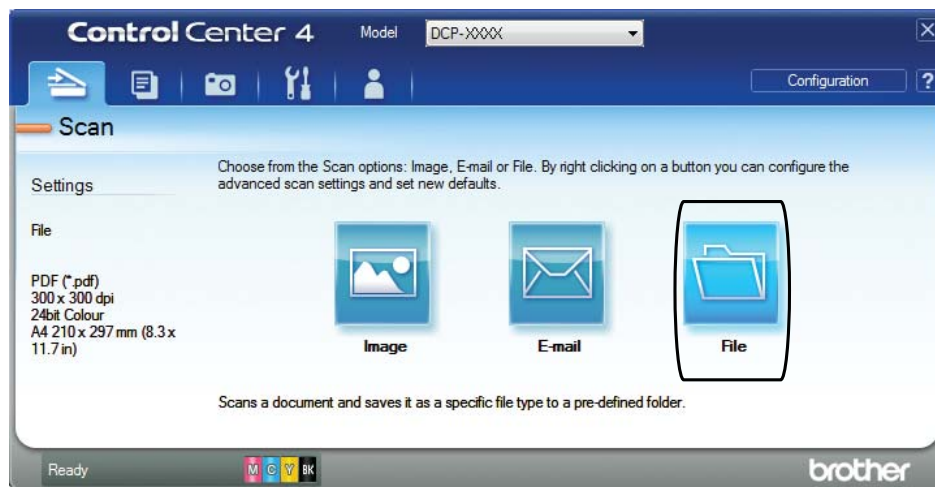 Control Center 4
Model
DCP-XXXX
Configuration
?
Scan
Choose from the Scan options: Image, E-mail or File. By right clicking on a button you can configure the
advanced scan settings and set new defaults.
Settings
File
PDF (*.pdf)
300 x 300 dpi
24bit Colour
A4 210 x 297 mm (8.3 x
11.7 in)
Image
E-mail
File
Scans a document and saves it as a specific file type to a pre-defined folder.
Ready
M C Y BK
brother